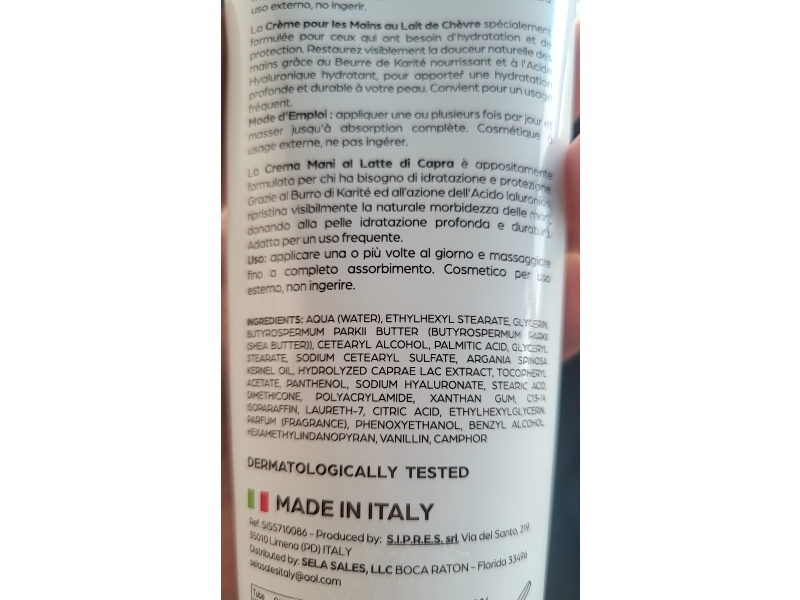 uso externo, no ingerir.
La Crème pour les Mains au Lait de Chèvre spécialement
formulée pour ceux qui ont besoin d'hydratation et de
protection. Restaurez visiblement la douceur naturelle des
mains grâce au Beurre de Karité nourrissant et à l'Acide
Hyaluronique hydratant, pour apporter une hydratation
profonde et durable à votre peau. Convient pour un usage
fréquent.
Mode d'Emploi : appliquer une ou plusieurs fois par jour et
masser jusqu'à absorption complète. Cosmétique à
usage externe, ne pas ingérer.
La Crema Mani al Latte di Capra è appositamente
formulata per chi ha bisogno di idratazione e protezione.
Grazie al Burro di Karité ed all'azione dell'Acido Ialuronico
ripristina visibilmente la naturale morbidezza delle mani
donando alla pelle idratazione profonda e duratura.
Adatta per un uso frequente.
Uso: applicare una o più volte al giorno e massaggiare
fino a completo assorbimento. Cosmetico per uso
esterno, non ingerire.
INGREDIENTS: AQUA (WATER), ETHYLHEXYL STEARATE, GLYCERIN,
BUTYROSPERMUM PARKII BUTTER (BUTYROSPERMUM PARKII
(SHEA BUTTER)), CETEARYL ALCOHOL, PALMITIC ACID, GLYCERYL
STEARATE, SODIUM CETEARYL SULFATE, ARGANIA SPINOSA
KERNEL OIL, HYDROLYZED CAPRAE LAC EXTRACT, TOCOPHERYL
ACETATE, PANTHENOL, SODIUM HYALURONATE, STEARIC ACID,
DIMETHICONE, POLYACRYLAMIDE, XANTHAN GUM, C13-14
ISOPARAFFIN, LAURETH-7, CITRIC ACID, ETHYLHEXYLGLYCERIN,
PARFUM (FRAGRANCE), PHENOXYETHANOL, BENZYL ALCOHOL,
HEXAMETHYLINDANOPYRAN, VANILLIN, CAMPHOR
DERMATOLOGICALLY TESTED
MADE IN ITALY
Ref. SISS710086 - Produced by: S.I.P.R.E.S. srl, Via del Santo, 219
35010 Limena (PD) ITALY
Distributed by: SELA SALES, LLC BOCA RATON - Florida 33496
selasalesitaly@aol.com
Tube